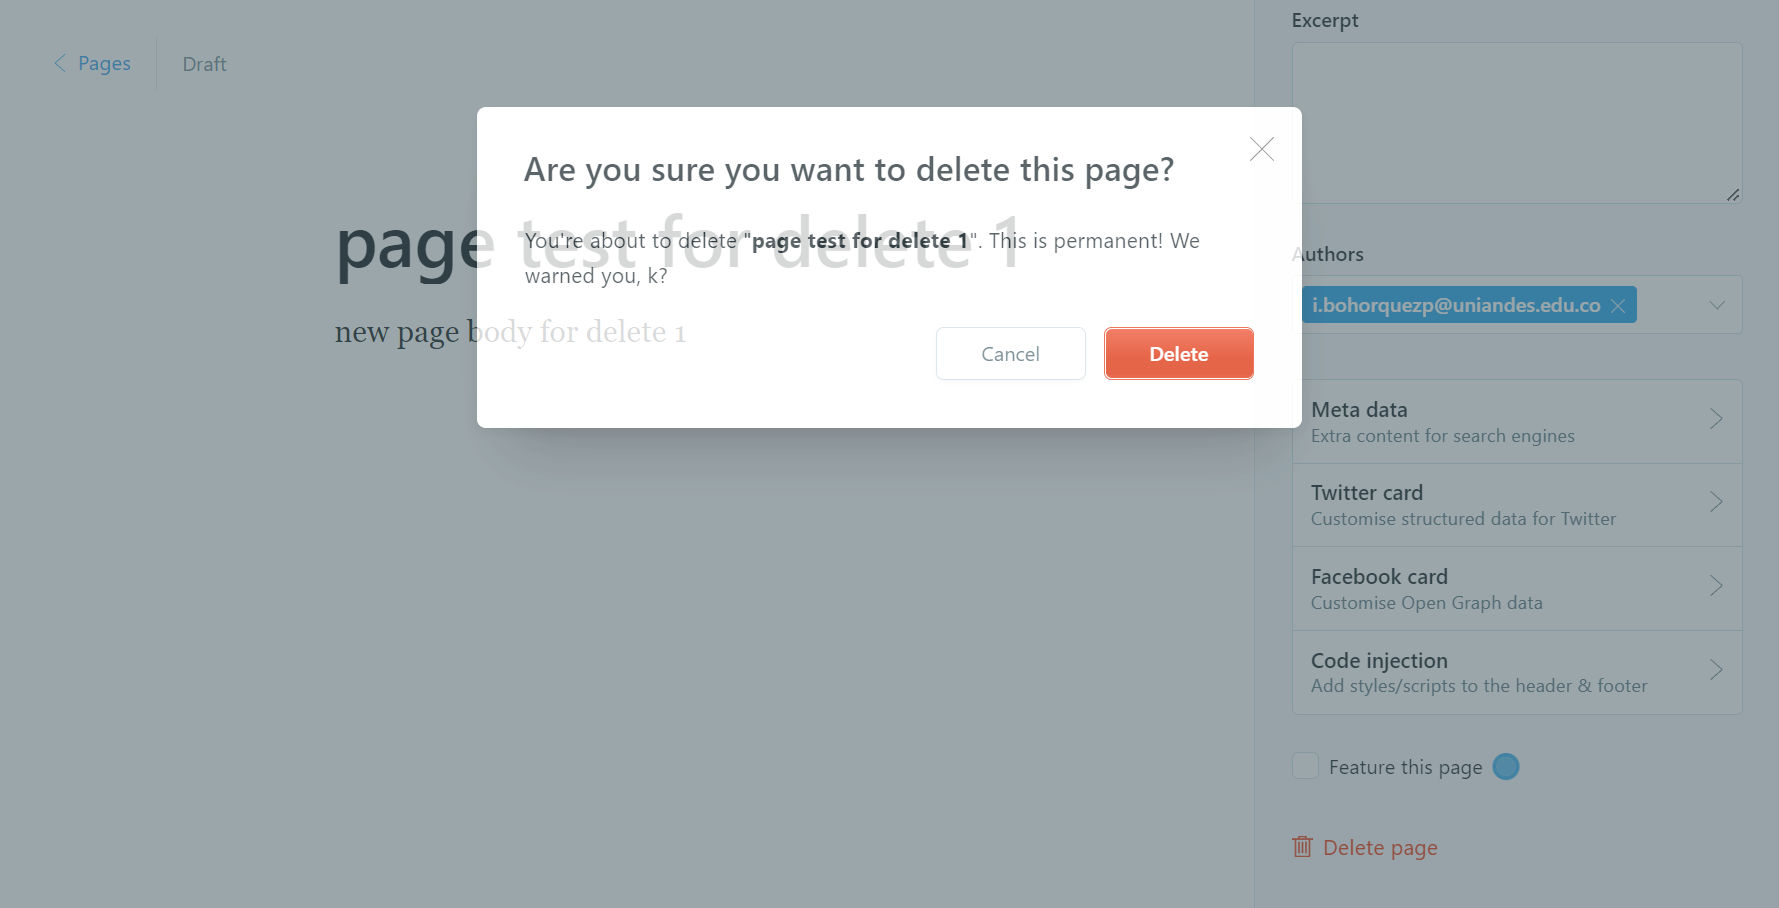 Pages
Draft
page test for delete 1
new page body for delete 1
Are you sure you want to delete this page?
You're about to delete "page test for delete 1". This is permanent! We
warned you, k?
Cancel
Delete
Excerpt
Authors
i.bohorquezp@uniandes.edu.co
Meta data
Extra content for search engines
Twitter card
Customise structured data for Twitter
Facebook card
Customise Open Graph data
Code injection
Add styles/scripts to the header & footer
Feature this page
Delete page